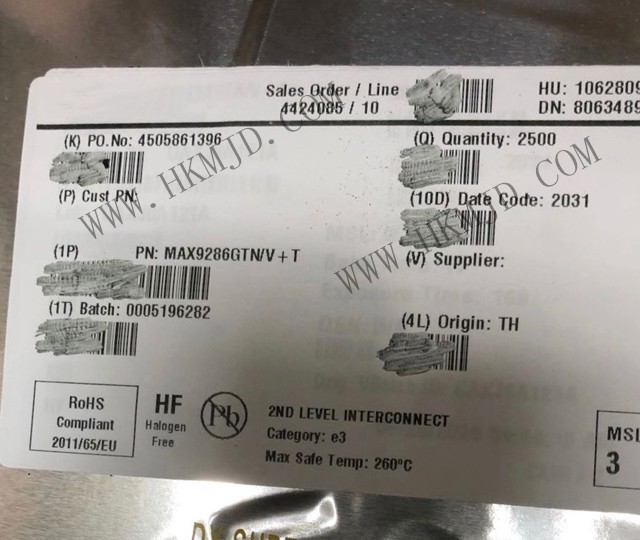 Sales Order / Line
4424085 / 10
HU: 1062809
DN: 8063489
(K) PO.No: 4505861396
(Q) Quantity: 2500
(P) Cust PN:
(10D) Date Code: 2031
(1P) PN: MAX9286GTN/V+T
(V) Supplier:
(1T) Batch: 0005196282
(4L) Origin: TH
RoHS
Compliant
2011/65/EU
HF
Halogen
Free
Pb
2ND LEVEL INTERCONNECT
Category: e3
Max Safe Temp: 260ºC
MSL
3
WWW.HKMJD.COM
WWW.HKMJD.COM